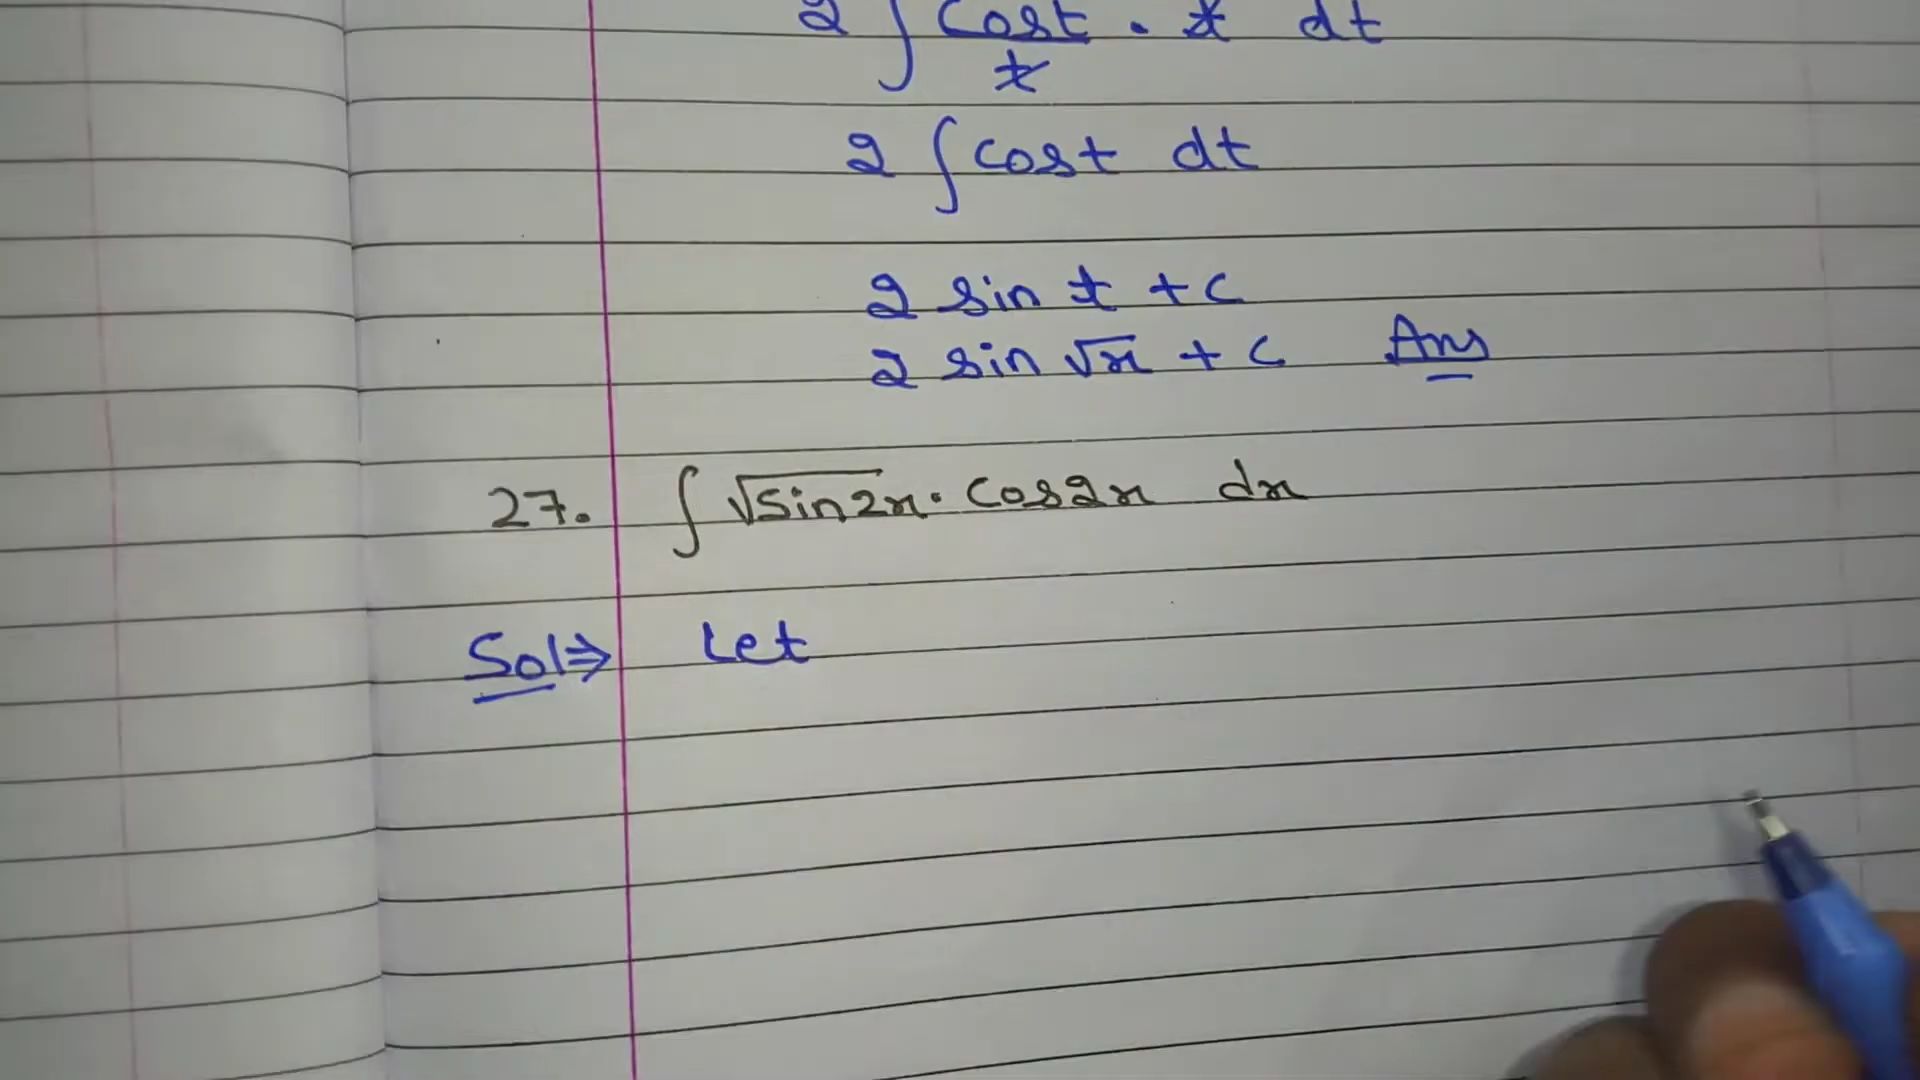 2 ∫ cost/t · t dt
2 ∫ cost dt
2 sin t + c
2 sin √x + c Ans
27. ∫ √sin2x · cos2x dx
Sol⇒ Let